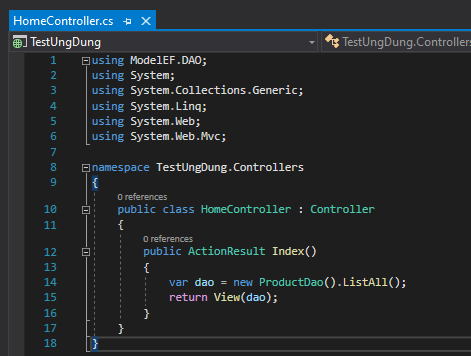 HomeController.cs
TestUngDung TestUngDung.Controllers
1 using ModelEF.DAO;
2 using System;
3 using System.Collections.Generic;
4 using System.Linq;
5 using System.Web;
6 using System.Web.Mvc;
7
8 namespace TestUngDung.Controllers
9 {
0 references
10 public class HomeController : Controller
11 {
0 references
12 public ActionResult Index()
13 {
14 var dao = new ProductDao().ListAll();
15 return View(dao);
16 }
17 }
18 }